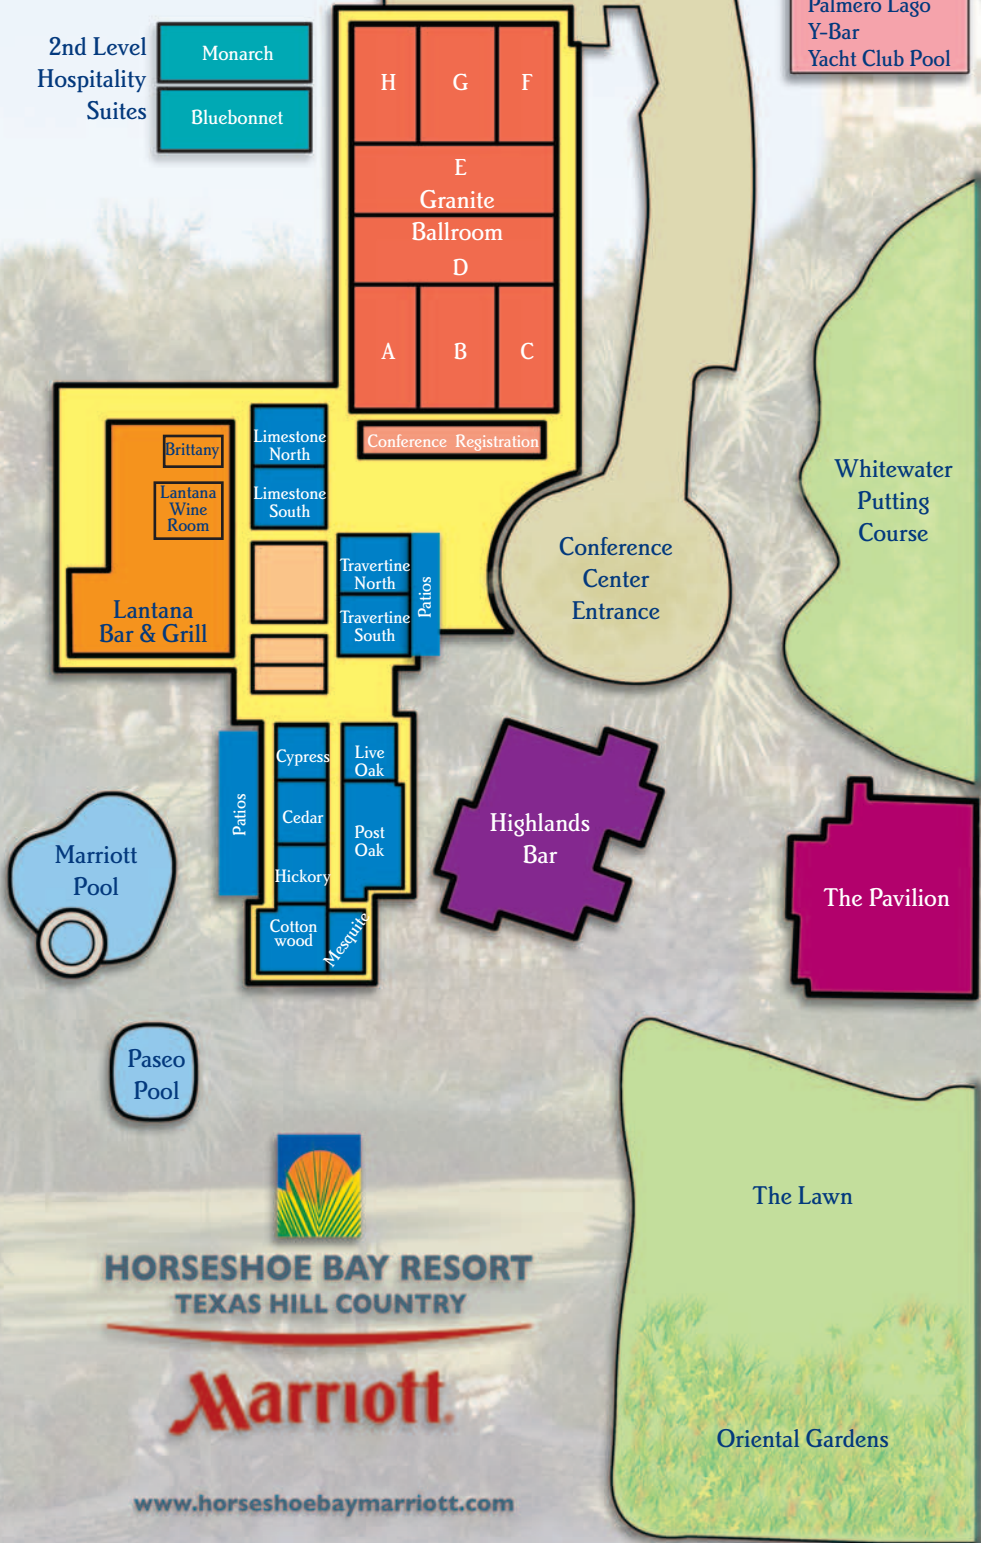 Palmero Lago
Y-Bar
Yacht Club Pool
2nd Level
Hospitality
Suites
Monarch
Bluebonnet
H
G
F
E
Granite
Ballroom
D
A
B
C
Conference Registration
Brittany
Lantana
Wine
Room
Lantana
Bar & Grill
Limestone
North
Limestone
South
Travertine
North
Travertine
South
Patios
Conference
Center
Entrance
Whitewater
Putting
Course
Patios
Cypress
Cedar
Hickory
Cotton
wood
Live
Oak
Post
Oak
Mesquite
Highlands
Bar
The Pavilion
Marriott
Pool
Paseo
Pool
The Lawn
Oriental Gardens
HORSESHOE BAY RESORT
TEXAS HILL COUNTRY
Marriott
www.horseshoebaymarriott.com